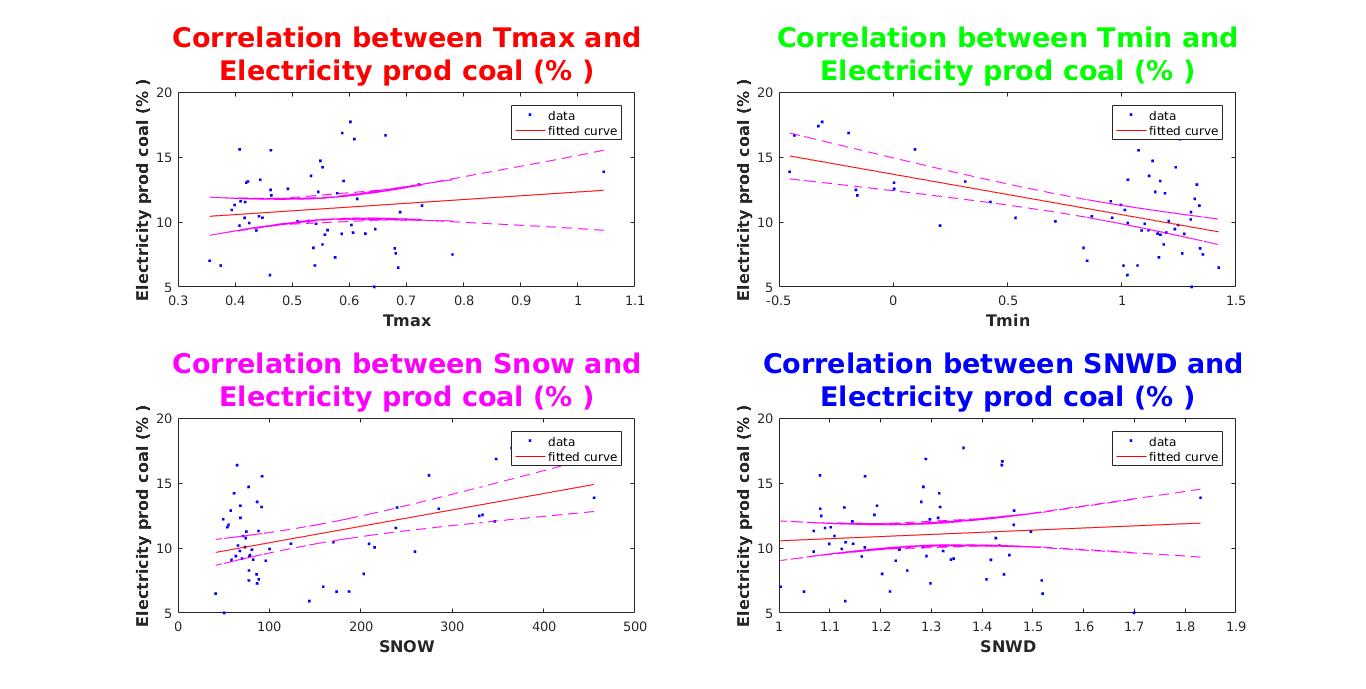 Correlation between Tmax and
Electricity prod coal (% )
Electricity prod coal (% )
20
15
10
5
data
fitted curve
0.3 0.4 0.5 0.6 0.7 0.8 0.9 1 1.1
Tmax
Correlation between Tmin and
Electricity prod coal (% )
Electricity prod coal (% )
20
15
10
5
data
fitted curve
-0.5 0 0.5 1 1.5
Tmin
Correlation between Snow and
Electricity prod coal (% )
Electricity prod coal (% )
20
15
10
5
data
fitted curve
0 100 200 300 400 500
SNOW
Correlation between SNWD and
Electricity prod coal (% )
Electricity prod coal (% )
20
15
10
5
data
fitted curve
1 1.1 1.2 1.3 1.4 1.5 1.6 1.7 1.8 1.9
SNWD